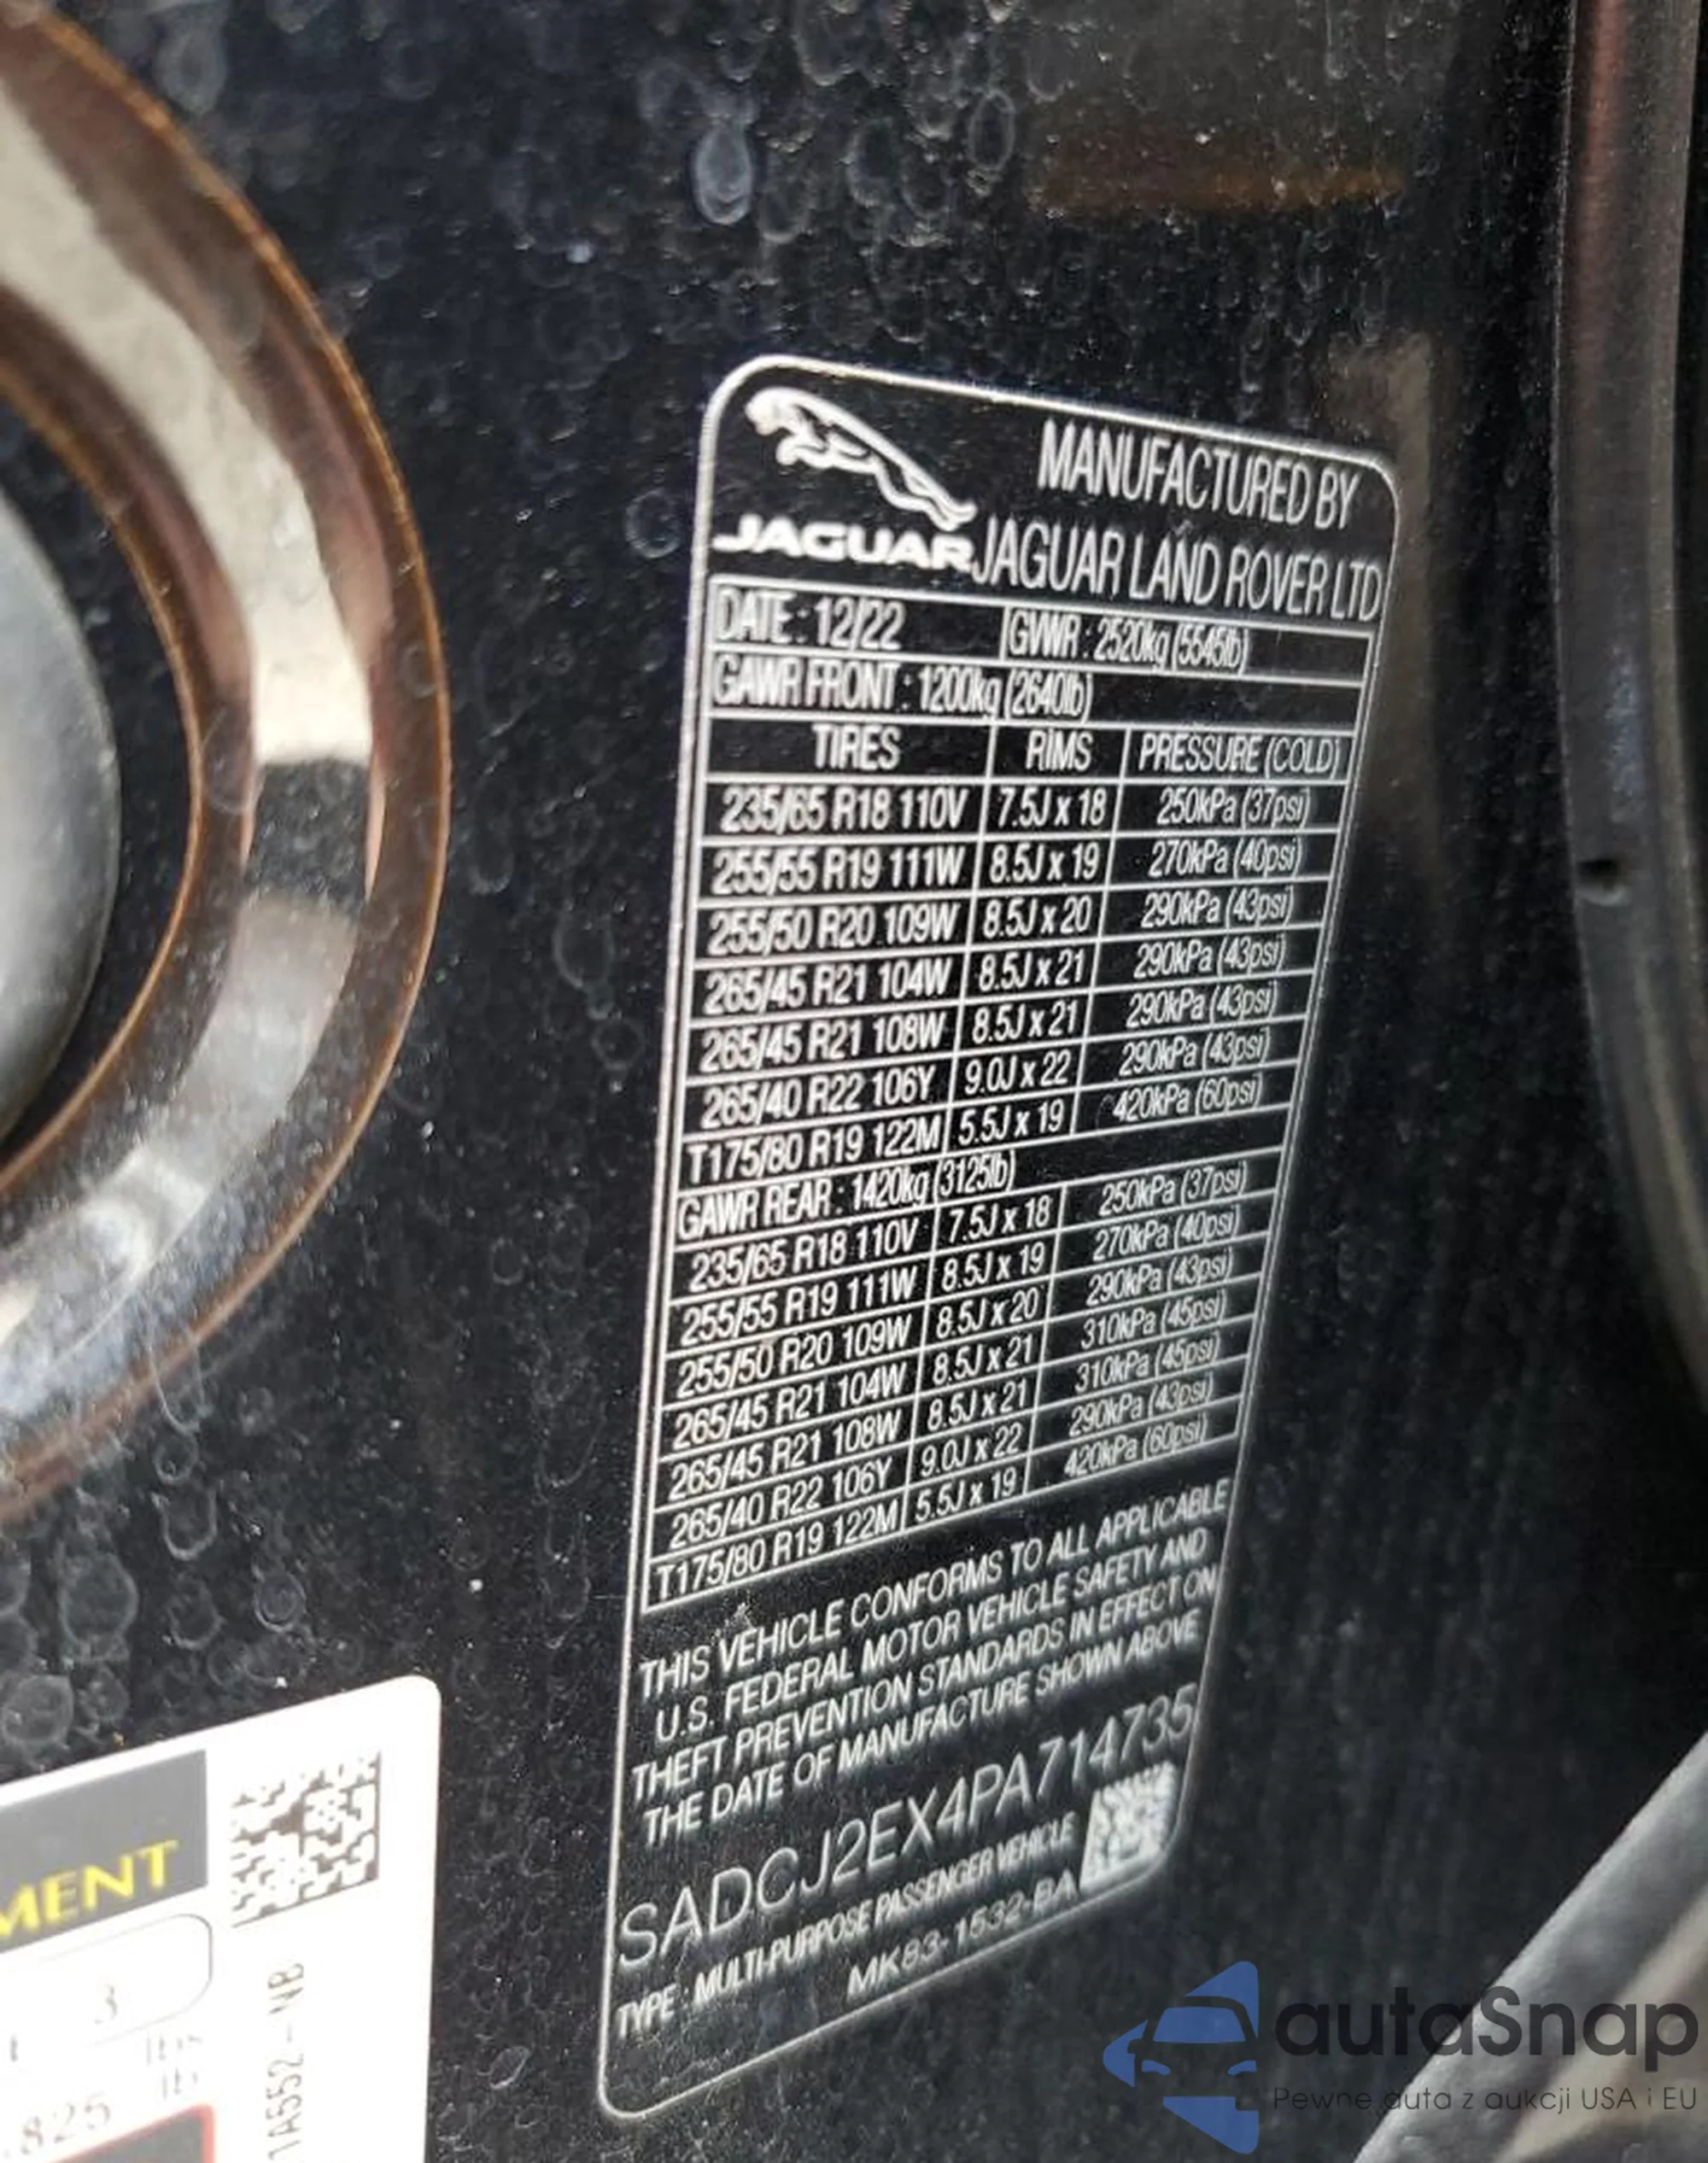 MANUFACTURED BY
JAGUAR JAGUAR LAND ROVER LTD
DATE : 12/22 GVWR : 2520kg (5545lb)
GAWR FRONT : 1200kg (2640lb)
TIRES RIMS PRESSURE (COLD)
235/65 R18 110V 7.5J x 18 250kPa (37psi)
255/55 R19 111W 8.5J x 19 270kPa (40psi)
255/50 R20 109W 8.5J x 20 290kPa (43psi)
265/45 R21 104W 8.5J x 21 290kPa (43psi)
265/45 R21 108W 8.5J x 21 290kPa (43psi)
265/40 R22 106Y 9.0J x 22 290kPa (43psi)
T175/80 R19 122M 5.5J x 19 420kPa (60psi)
GAWR REAR : 1420kg (3125lb)
235/65 R18 110V 7.5J x 18 250kPa (37psi)
255/55 R19 111W 8.5J x 19 270kPa (40psi)
255/50 R20 109W 8.5J x 20 290kPa (43psi)
265/45 R21 104W 8.5J x 21 310kPa (45psi)
265/45 R21 108W 8.5J x 21 310kPa (45psi)
265/40 R22 106Y 9.0J x 22 290kPa (43psi)
T175/80 R19 122M 5.5J x 19 420kPa (60psi)
THIS VEHICLE CONFORMS TO ALL APPLICABLE
U.S. FEDERAL MOTOR VEHICLE SAFETY AND
THEFT PREVENTION STANDARDS IN EFFECT ON
THE DATE OF MANUFACTURE SHOWN ABOVE
SADCJ2EX4PA714735
TYPE : MULTI-PURPOSE PASSENGER VEHICLE
MK83-1532-BA
MENT
3
lbs
825 lb
1A552-NB
autaSnap
Pewne auta z aukcji USA i EU